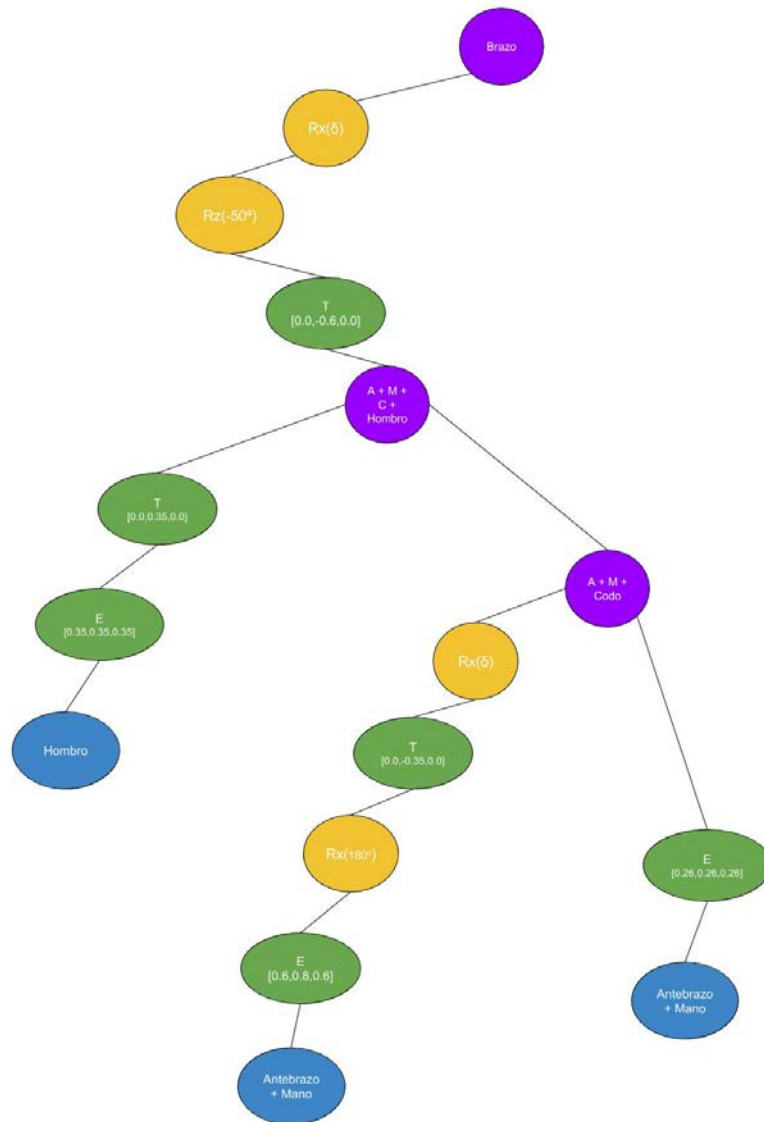 Brazo
Rx(δ)
Rz(-50º)
T
[0.0,-0.6,0.0]
A + M +
C +
Hombro
T
[0.0,0.35,0.0]
E
[0.35,0.35,0.35]
Hombro
A + M +
Codo
Rx(δ)
T
[0.0,-0.35,0.0]
Rx(180º)
E
[0.6,0.8,0.6]
Antebrazo
+ Mano
E
[0.26,0.26,0.26]
Antebrazo
+ Mano